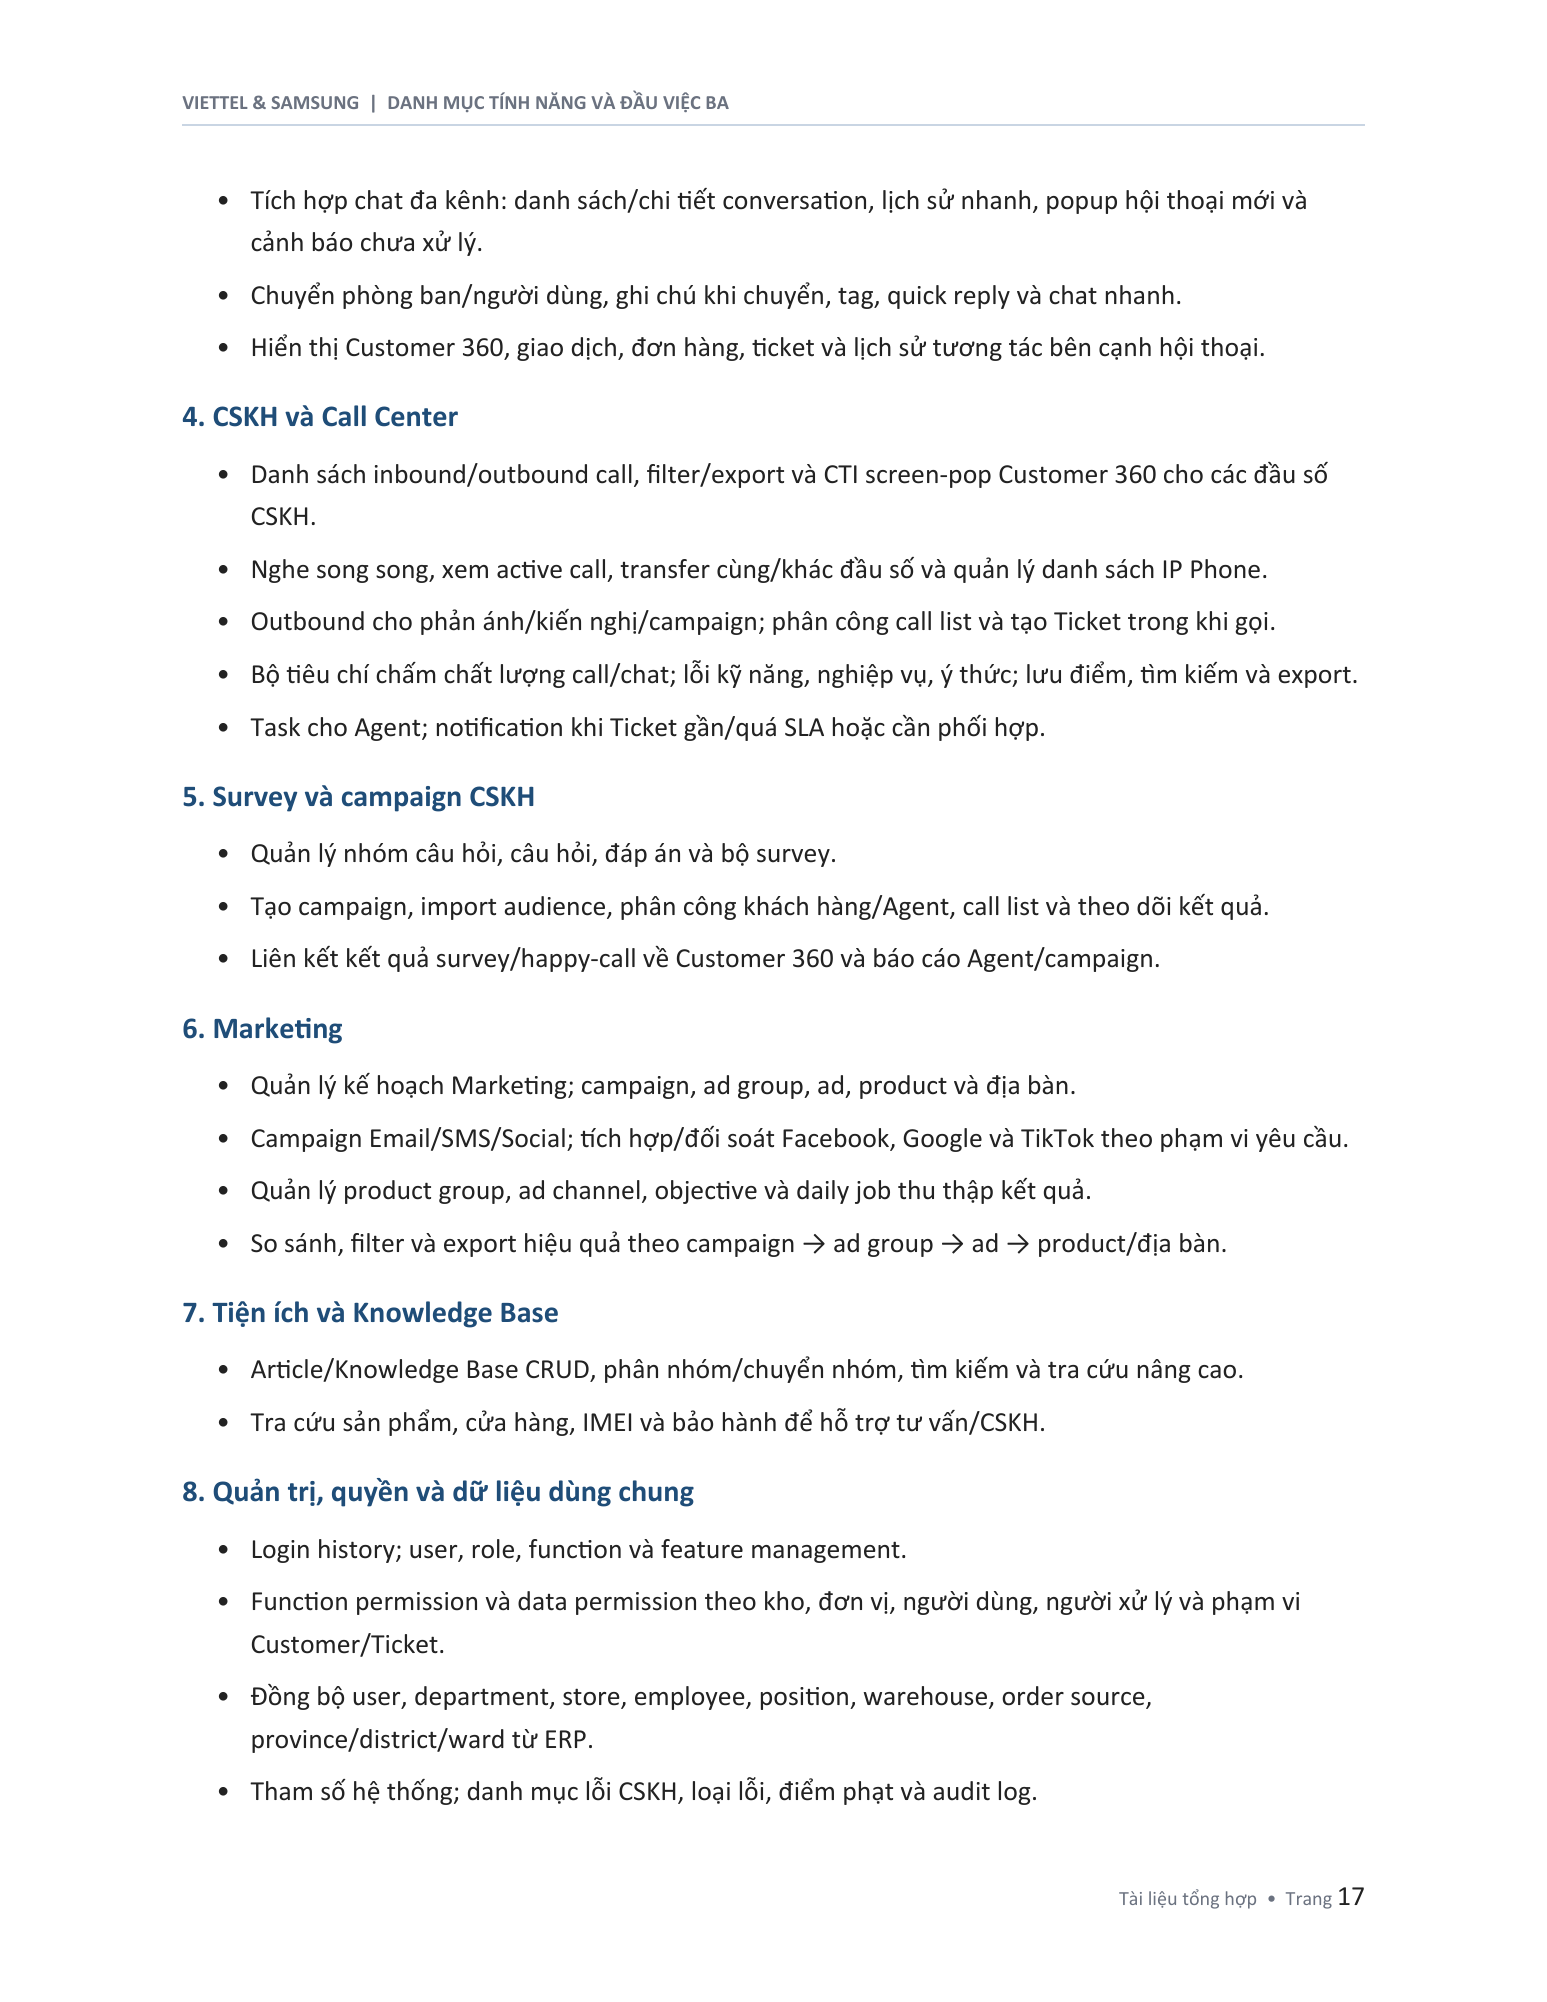 VIETTEL & SAMSUNG | DANH MỤC TÍNH NĂNG VÀ ĐẦU VIỆC BA
• Tích hợp chat đa kênh: danh sách/chi tiết conversation, lịch sử nhanh, popup hội thoại mới và
cảnh báo chưa xử lý.
• Chuyển phòng ban/người dùng, ghi chú khi chuyển, tag, quick reply và chat nhanh.
• Hiển thị Customer 360, giao dịch, đơn hàng, ticket và lịch sử tương tác bên cạnh hội thoại.
4. CSKH và Call Center
• Danh sách inbound/outbound call, filter/export và CTI screen-pop Customer 360 cho các đầu số
CSKH.
• Nghe song song, xem active call, transfer cùng/khác đầu số và quản lý danh sách IP Phone.
• Outbound cho phản ánh/kiến nghị/campaign; phân công call list và tạo Ticket trong khi gọi.
• Bộ tiêu chí chấm chất lượng call/chat; lỗi kỹ năng, nghiệp vụ, ý thức; lưu điểm, tìm kiếm và export.
• Task cho Agent; notification khi Ticket gần/quá SLA hoặc cần phối hợp.
5. Survey và campaign CSKH
• Quản lý nhóm câu hỏi, câu hỏi, đáp án và bộ survey.
• Tạo campaign, import audience, phân công khách hàng/Agent, call list và theo dõi kết quả.
• Liên kết kết quả survey/happy-call về Customer 360 và báo cáo Agent/campaign.
6. Marketing
• Quản lý kế hoạch Marketing; campaign, ad group, ad, product và địa bàn.
• Campaign Email/SMS/Social; tích hợp/đối soát Facebook, Google và TikTok theo phạm vi yêu cầu.
• Quản lý product group, ad channel, objective và daily job thu thập kết quả.
• So sánh, filter và export hiệu quả theo campaign → ad group → ad → product/địa bàn.
7. Tiện ích và Knowledge Base
• Article/Knowledge Base CRUD, phân nhóm/chuyển nhóm, tìm kiếm và tra cứu nâng cao.
• Tra cứu sản phẩm, cửa hàng, IMEI và bảo hành để hỗ trợ tư vấn/CSKH.
8. Quản trị, quyền và dữ liệu dùng chung
• Login history; user, role, function và feature management.
• Function permission và data permission theo kho, đơn vị, người dùng, người xử lý và phạm vi
Customer/Ticket.
• Đồng bộ user, department, store, employee, position, warehouse, order source,
province/district/ward từ ERP.
• Tham số hệ thống; danh mục lỗi CSKH, loại lỗi, điểm phạt và audit log.
Tài liệu tổng hợp • Trang 17